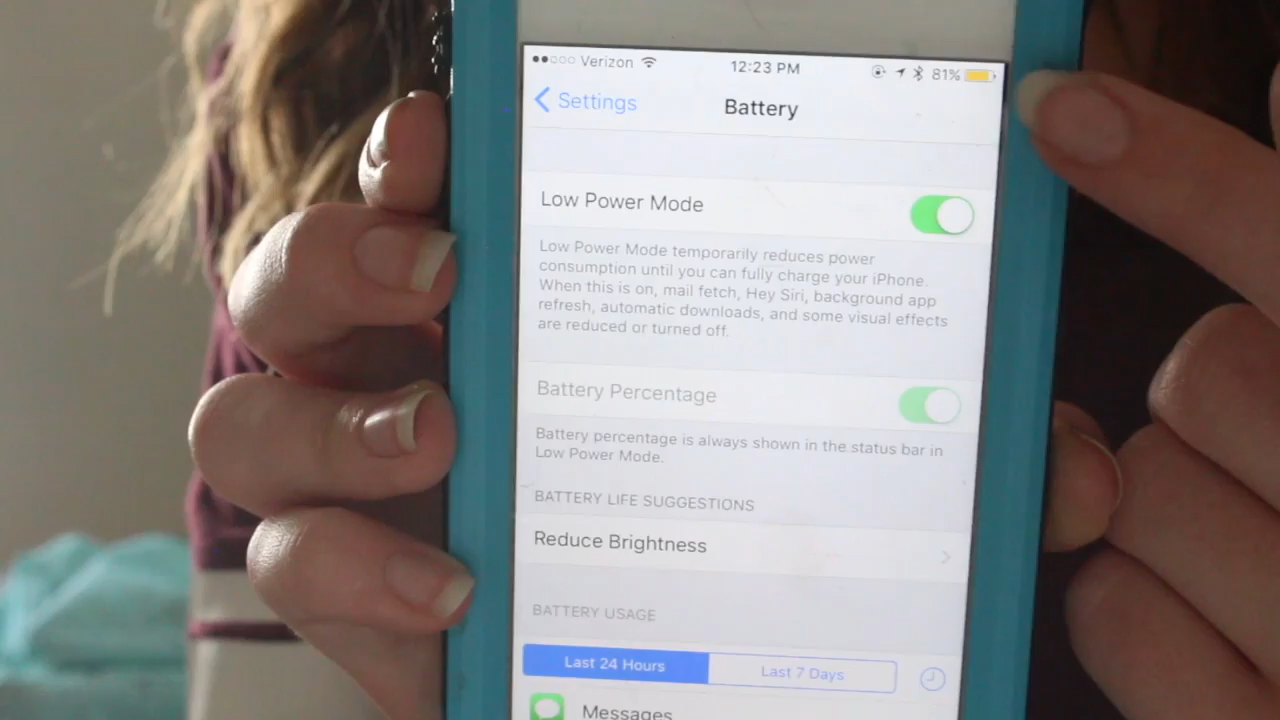 Verizon 12:23 PM 81%
Settings Battery
Low Power Mode
Low Power Mode temporarily reduces power
consumption until you can fully charge your iPhone.
When this is on, mail fetch, Hey Siri, background app
refresh, automatic downloads, and some visual effects
are reduced or turned off.
Battery Percentage
Battery percentage is always shown in the status bar in
Low Power Mode.
BATTERY LIFE SUGGESTIONS
Reduce Brightness
BATTERY USAGE
Last 24 Hours Last 7 Days
Messages